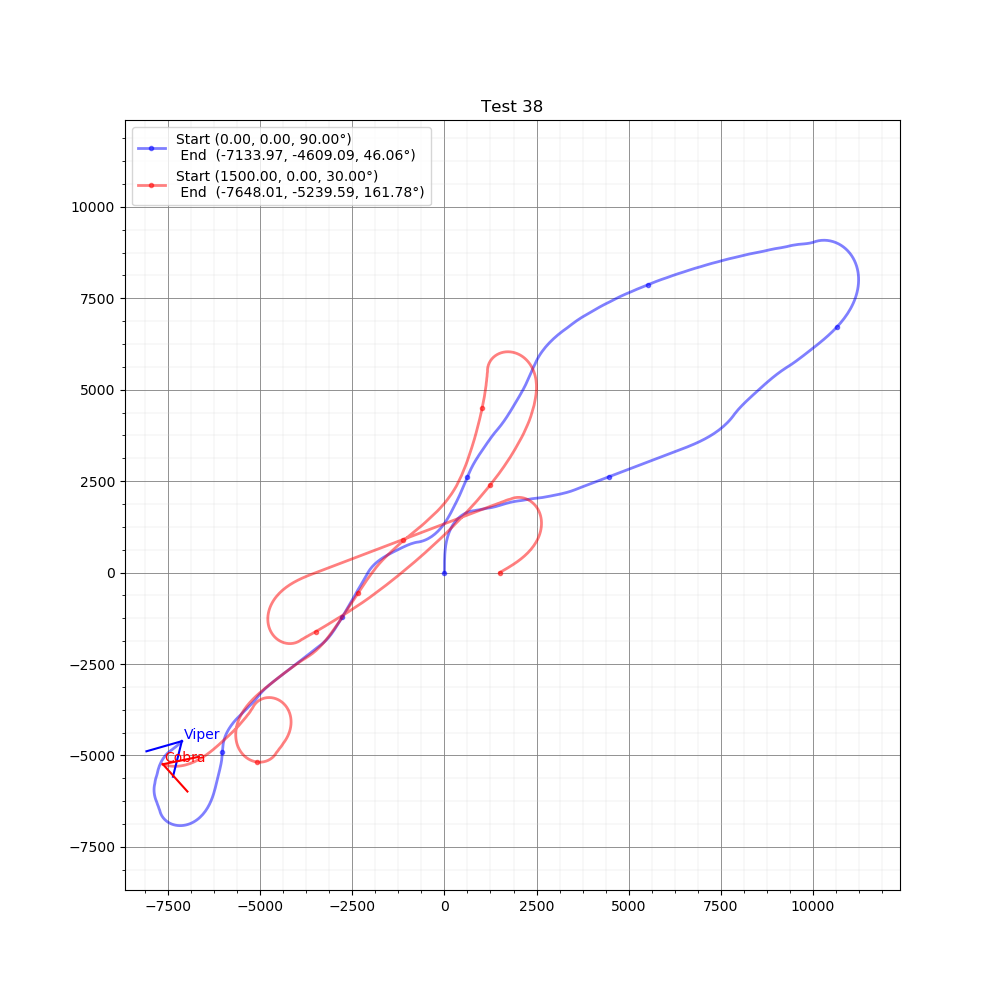 Test 38
Start (0.00, 0.00, 90.00°)
End  (-7133.97, -4609.09, 46.06°)
Start (1500.00, 0.00, 30.00°)
End  (-7648.01, -5239.59, 161.78°)
10000
7500
5000
2500
0
−2500
−5000
−7500
Viper
Cobra
−7500 −5000 −2500 0 2500 5000 7500 10000